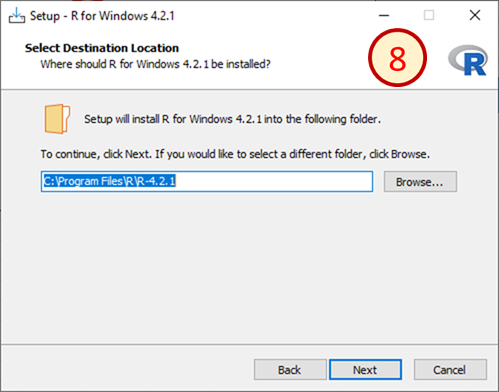 Setup - R for Windows 4.2.1
Select Destination Location
Where should R for Windows 4.2.1 be installed?
8
R
Setup will install R for Windows 4.2.1 into the following folder.
To continue, click Next. If you would like to select a different folder, click Browse.
C:\Program Files\R\R-4.2.1
Browse...
Back
Next
Cancel